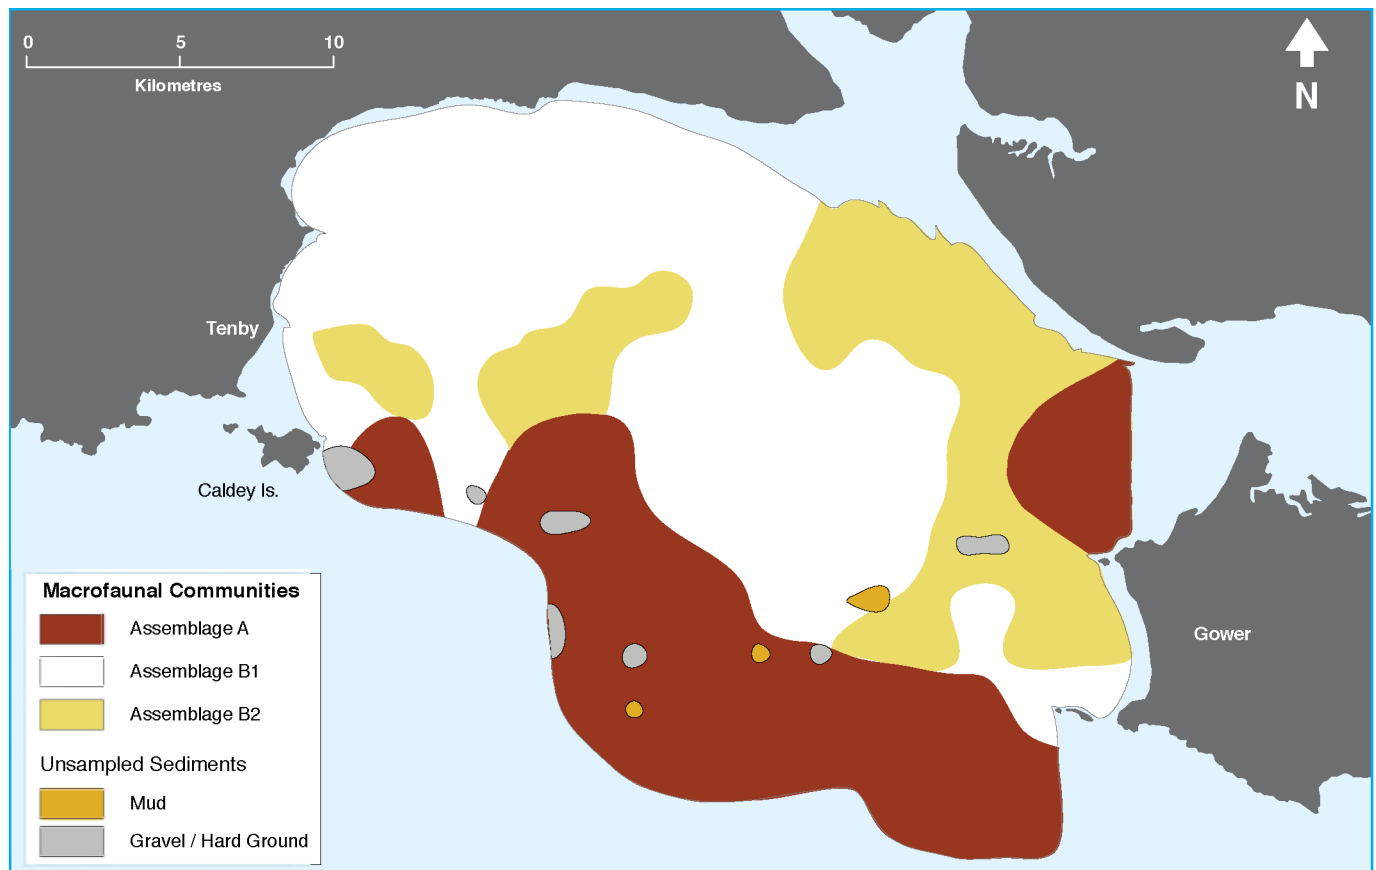 0 5 10
Kilometres
N
Tenby
Caldey Is.
Gower
Macrofaunal Communities
Assemblage A
Assemblage B1
Assemblage B2
Unsampled Sediments
Mud
Gravel / Hard Ground